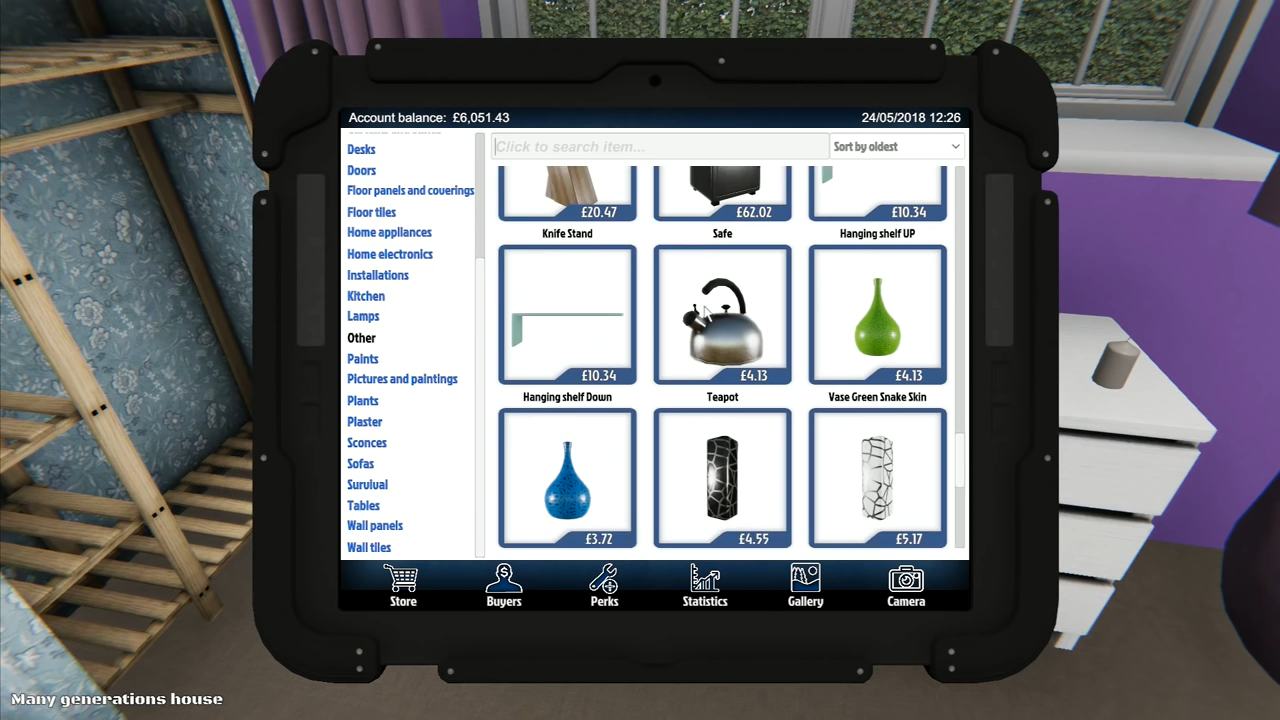 Account balance: £6,051.43
24/05/2018 12:26
Click to search item...
Sort by oldest
Desks
Doors
Floor panels and coverings
Floor tiles
Home appliances
Home electronics
Installations
Kitchen
Lamps
Other
Paints
Pictures and paintings
Plants
Plaster
Sconces
Sofas
Survival
Tables
Wall panels
Wall tiles
£20.47
£62.02
£10.34
Knife Stand
Safe
Hanging shelf UP
£10.34
£4.13
£4.13
Hanging shelf Down
Teapot
Vase Green Snake Skin
£3.72
£4.55
£5.17
Store
Buyers
Perks
Statistics
Gallery
Camera
Many generations house